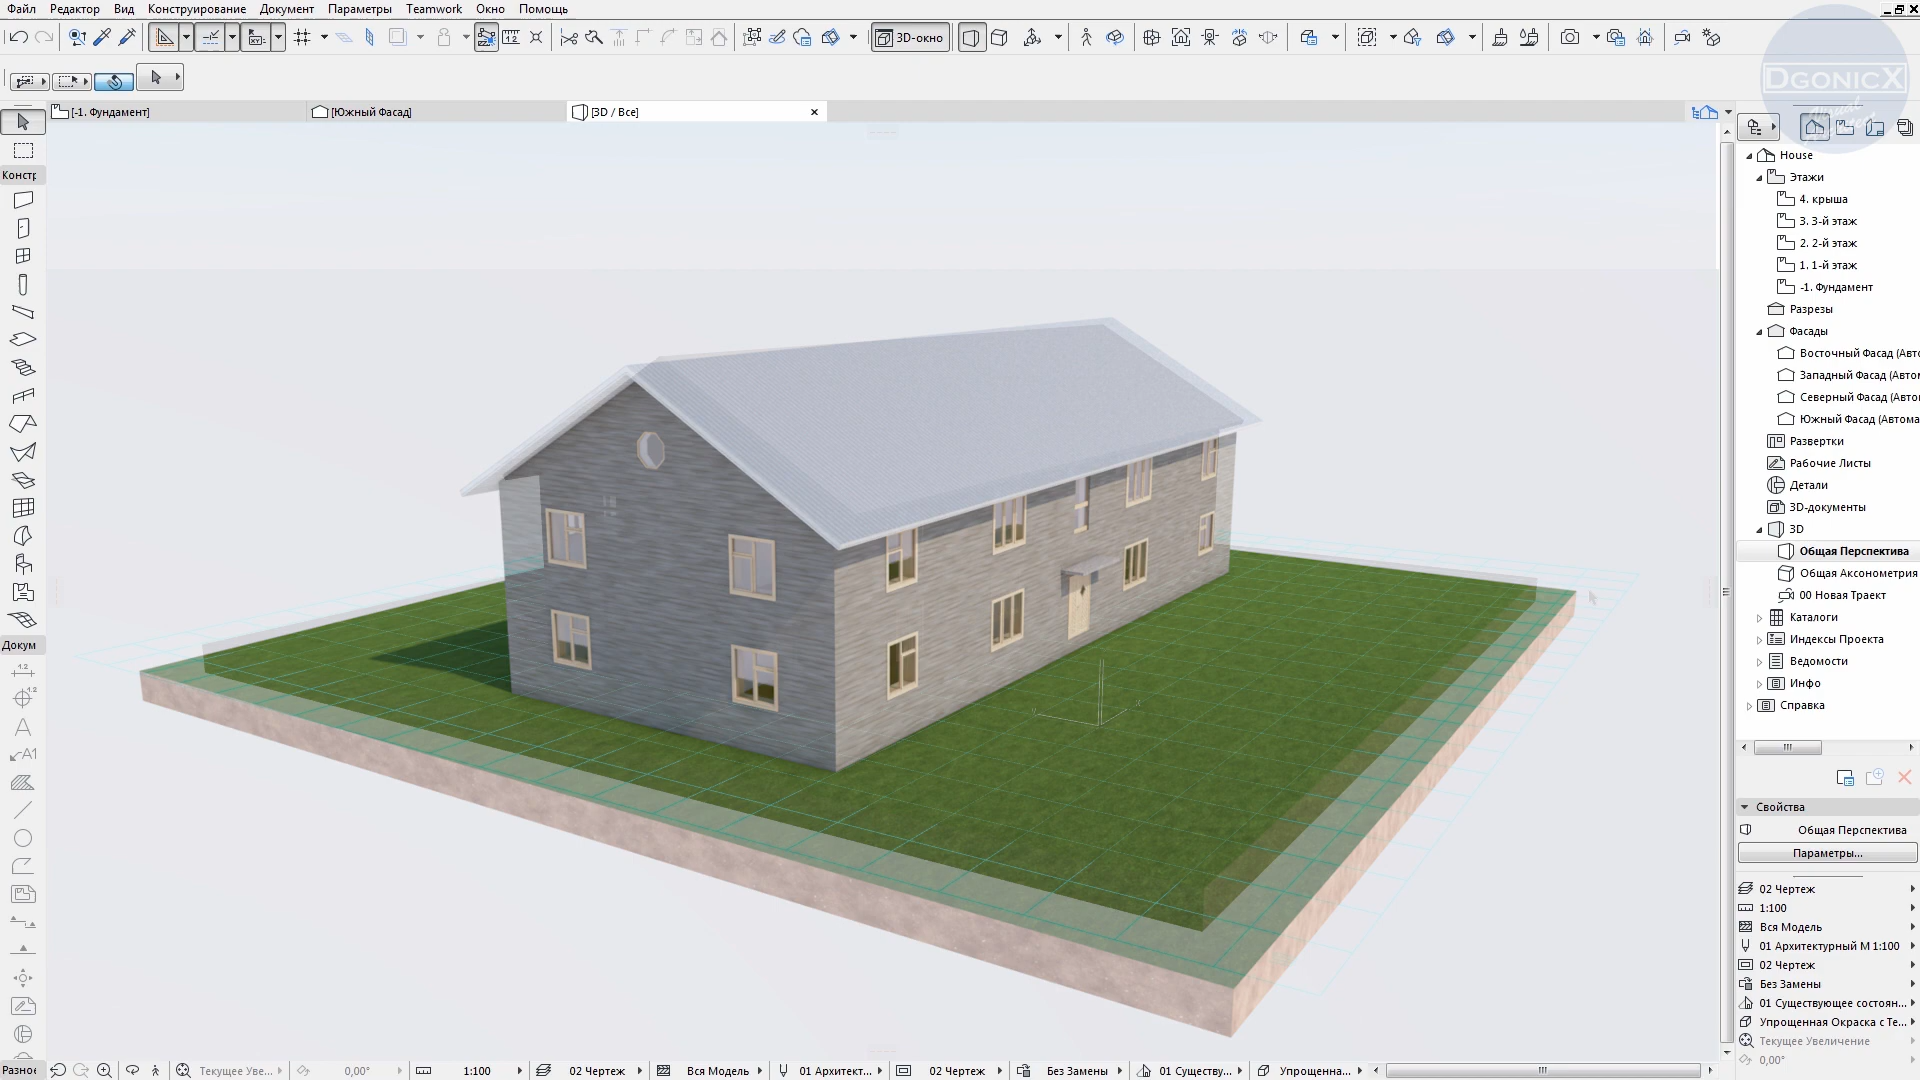 Файл Редактор Вид Конструирование Документ Параметры Teamwork Окно Помощь
3D-окно
DGONICX
[-1. Фундамент] [Южный Фасад] [3D / Все]
Констр
House
Этажи
4. крыша
3. 3-й этаж
2. 2-й этаж
1. 1-й этаж
-1. Фундамент
Разрезы
Фасады
Восточный Фасад (Авто
Западный Фасад (Автом
Северный Фасад (Автом
Южный Фасад (Автома
Развертки
Рабочие Листы
Детали
3D-документы
3D
Общая Перспектива
Общая Аксонометрия
00 Новая Траект
Каталоги
Индексы Проекта
Ведомости
Инфо
Справка
Докум
Свойства
Общая Перспектива
Параметры...
02 Чертеж
1:100
Вся Модель
01 Архитектурный М 1:100
02 Чертеж
Без Замены
01 Существующее состоян...
Упрощенная Окраска с Те...
Текущее Увеличение
0,00°
Разное
Текущее Уве... 0,00° 1:100 02 Чертеж Вся Модель 01 Архитект... 02 Чертеж Без Замены 01 Существу... Упрощенна...